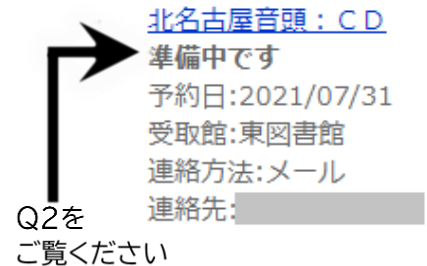 北名古屋音頭：ＣＤ
準備中です
予約日:2021/07/31
受取館:東図書館
連絡方法:メール
連絡先:
Q2を
ご覧ください